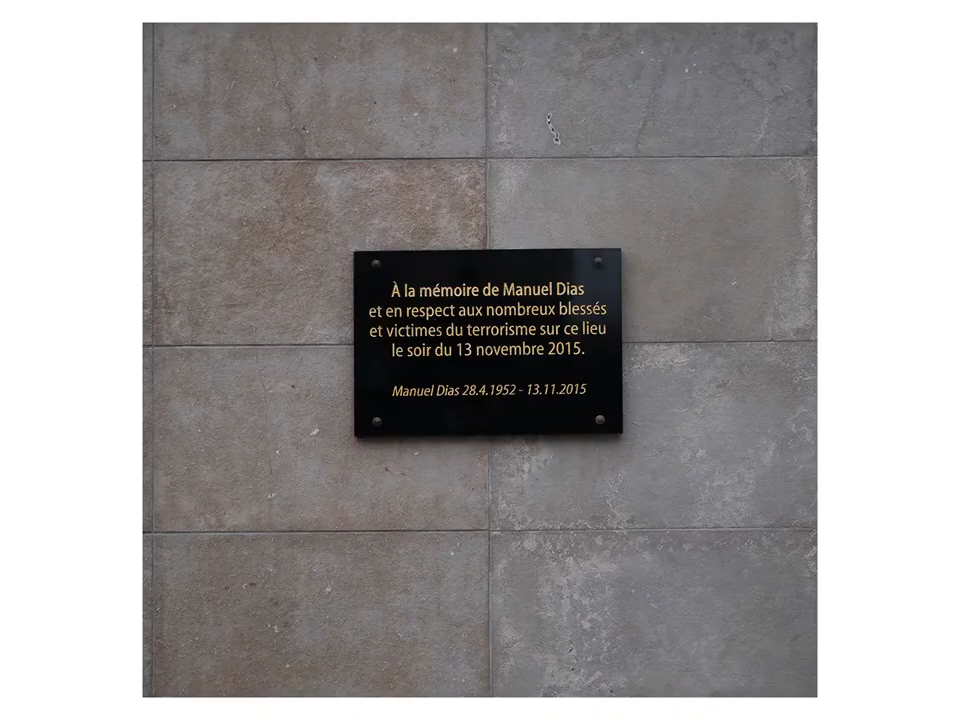 À la mémoire de Manuel Dias
et en respect aux nombreux blessés
et victimes du terrorisme sur ce lieu
le soir du 13 novembre 2015.
Manuel Dias 28.4.1952 - 13.11.2015